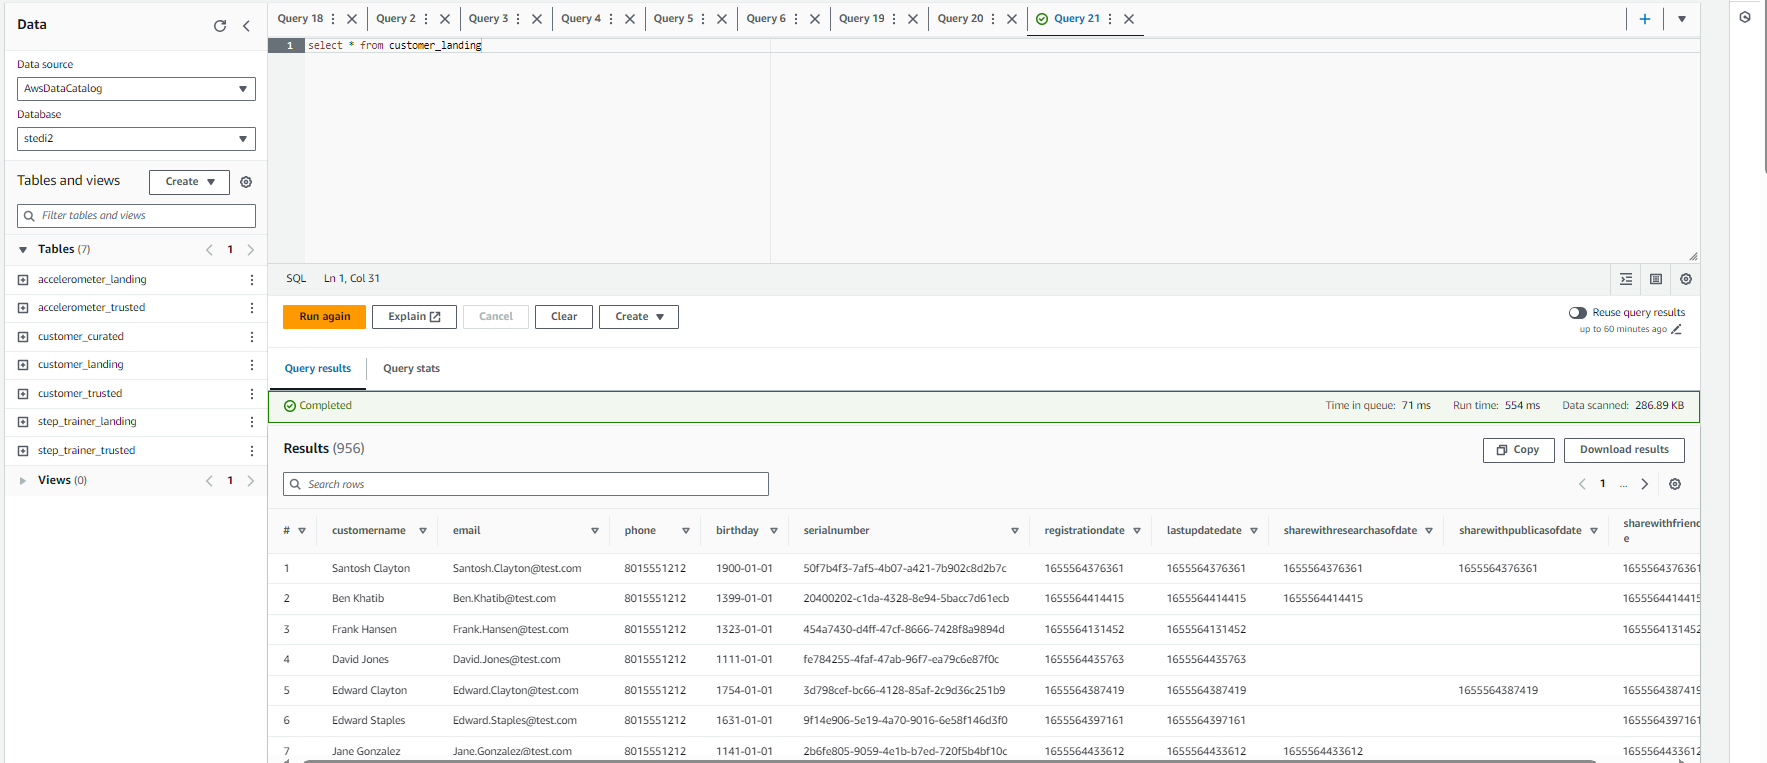 Data
Data source
AwsDataCatalog
Database
stedi2
Tables and views
Create
Filter tables and views
Tables (7)
1
accelerometer_landing
accelerometer_trusted
customer_curated
customer_landing
customer_trusted
step_trainer_landing
step_trainer_trusted
Views (0)
1
Query 18 Query 2 Query 3 Query 4 Query 5 Query 6 Query 19 Query 20 Query 21
1 select * from customer_landing
SQL Ln 1, Col 31
Run again Explain Cancel Clear Create
Reuse query results
up to 60 minutes ago
Query results Query stats
Completed Time in queue: 71 ms Run time: 554 ms Data scanned: 286.89 KB
Results (956)
Copy Download results
Search rows
1 ...
# customername email phone birthday serialnumber registrationdate lastupdatedate sharewithresearchasofdate sharewithpublicasofdate sharewithfriend
e
1 Santosh Clayton Santosh.Clayton@test.com 8015551212 1900-01-01 50f7b4f3-7af5-4b07-a421-7b902c8d2b7c 1655564376361 1655564376361 1655564376361 1655564376361 1655564376361
2 Ben Khatib Ben.Khatib@test.com 8015551212 1399-01-01 20400202-c1da-4328-8e94-5bacc7d61ecb 1655564414415 1655564414415 1655564414415 1655564414415
3 Frank Hansen Frank.Hansen@test.com 8015551212 1323-01-01 454a7430-d4ff-47cf-8666-7428f8a9894d 1655564131452 1655564131452 1655564131452
4 David Jones David.Jones@test.com 8015551212 1111-01-01 fe784255-4faf-47ab-96f7-ea79c6e87f0c 1655564435763 1655564435763
5 Edward Clayton Edward.Clayton@test.com 8015551212 1754-01-01 3d798cef-bc66-4128-85af-2c9d36c251b9 1655564387419 1655564387419 1655564387419 1655564387419
6 Edward Staples Edward.Staples@test.com 8015551212 1631-01-01 9f14e906-5e19-4a70-9016-6e58f146d3f0 1655564397161 1655564397161 1655564397161
7 Jane Gonzalez Jane.Gonzalez@test.com 8015551212 1141-01-01 2b6fe805-9059-4e1b-b7ed-720f5b4bf10c 1655564433612 1655564433612 1655564433612 1655564433612